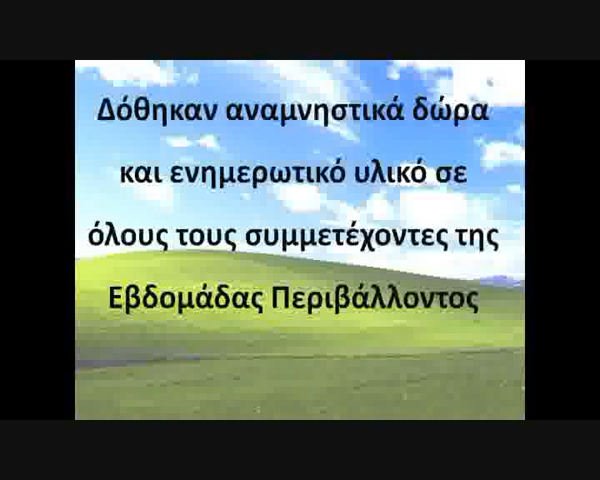 Δόθηκαν αναμνηστικά δώρα
και ενημερωτικό υλικό σε
όλους τους συμμετέχοντες της
Εβδομάδας Περιβάλλοντος